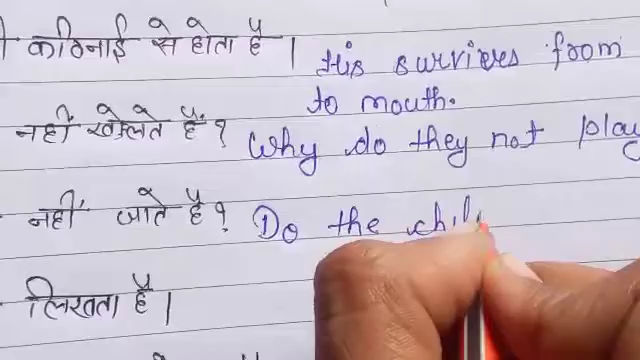 कठिनाई से होता है। His survives from
to mouth.
नहीं खेलते हैं? Why do they not play
नहीं जाते है? Do the chil
लिखता है।